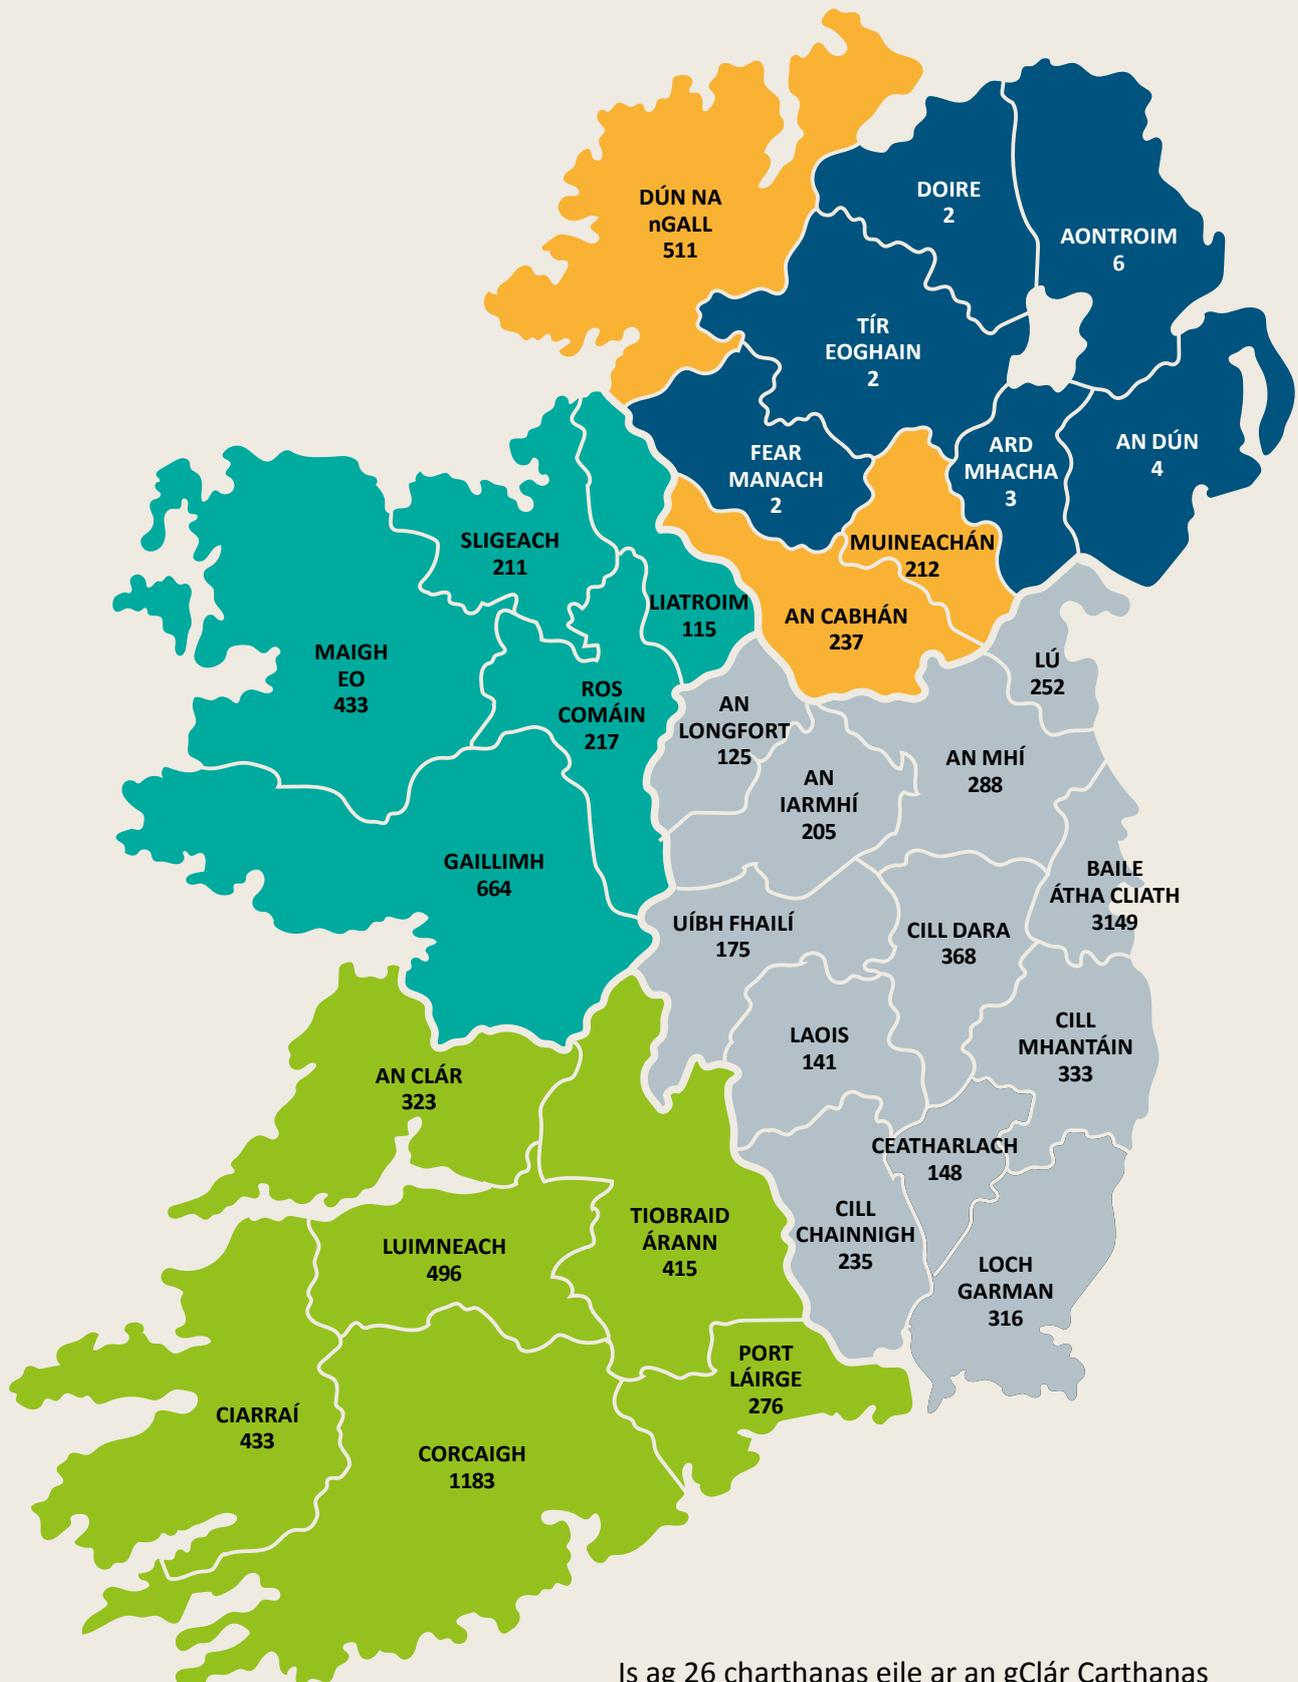 DÚN NA
nGALL
511
DOIRE
2
AONTROIM
6
TÍR
EOGHAIN
2
FEAR
MANACH
2
ARD
MHACHA
3
AN DÚN
4
MUINEACHÁN
212
AN CABHÁN
237
SLIGEACH
211
LIATROIM
115
MAIGH
EO
433
ROS
COMÁIN
217
GAILLIMH
664
LÚ
252
AN
LONGFORT
125
AN
IARMHÍ
205
AN MHÍ
288
BAILE
ÁTHA CLIATH
3149
UÍBH FHAILÍ
175
CILL DARA
368
LAOIS
141
CILL
MHANTÁIN
333
CEATHARLACH
148
CILL
CHAINNIGH
235
LOCH
GARMAN
316
AN CLÁR
323
LUIMNEACH
496
TIOBRAID
ÁRANN
415
PORT
LÁIRGE
276
CIARRAÍ
433
CORCAIGH
1183
Is ag 26 charthanas eile ar an gClár Carthanas